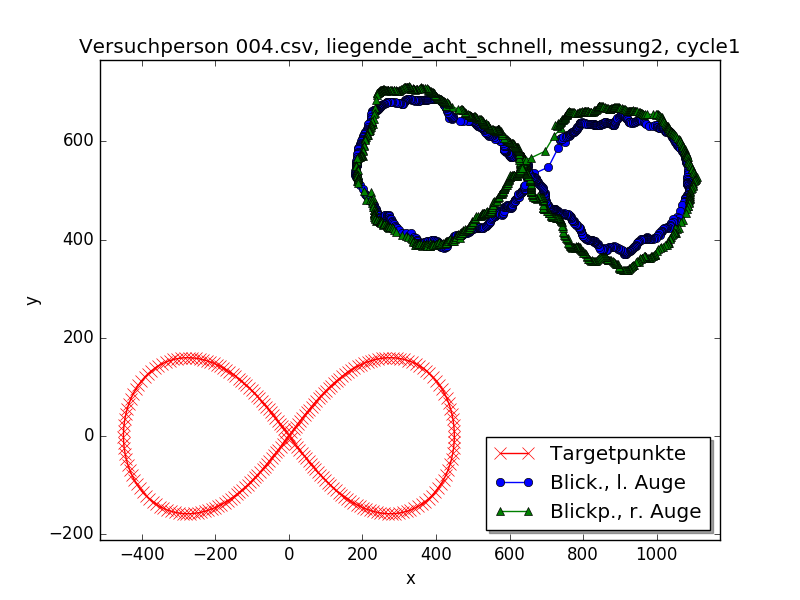 Versuchperson 004.csv, liegende_acht_schnell, messung2, cycle1
600
400
y
200
0
−200
Targetpunkte
Blick., l. Auge
Blickp., r. Auge
−400 −200 0 200 400 600 800 1000
x